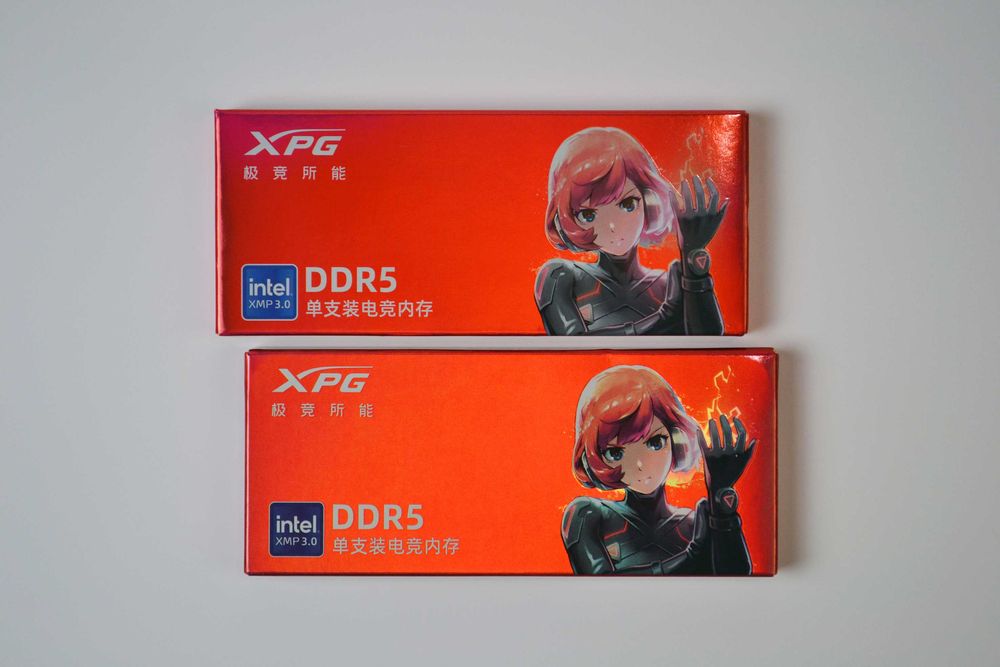 XPG
极竞所能
intel
XMP 3.0
DDR5
单支装电竞内存
XPG
极竞所能
intel
XMP 3.0
DDR5
单支装电竞内存